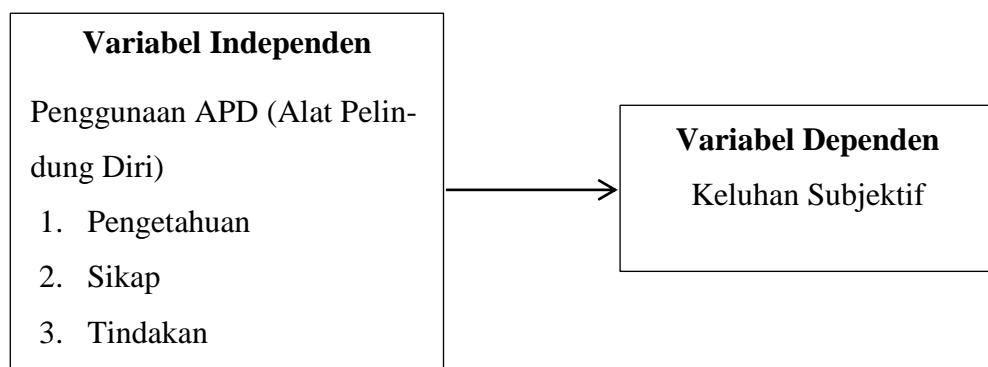 Variabel Independen
Penggunaan APD (Alat Pelin-
dung Diri)
1. Pengetahuan
2. Sikap
3. Tindakan
Variabel Dependen
Keluhan Subjektif